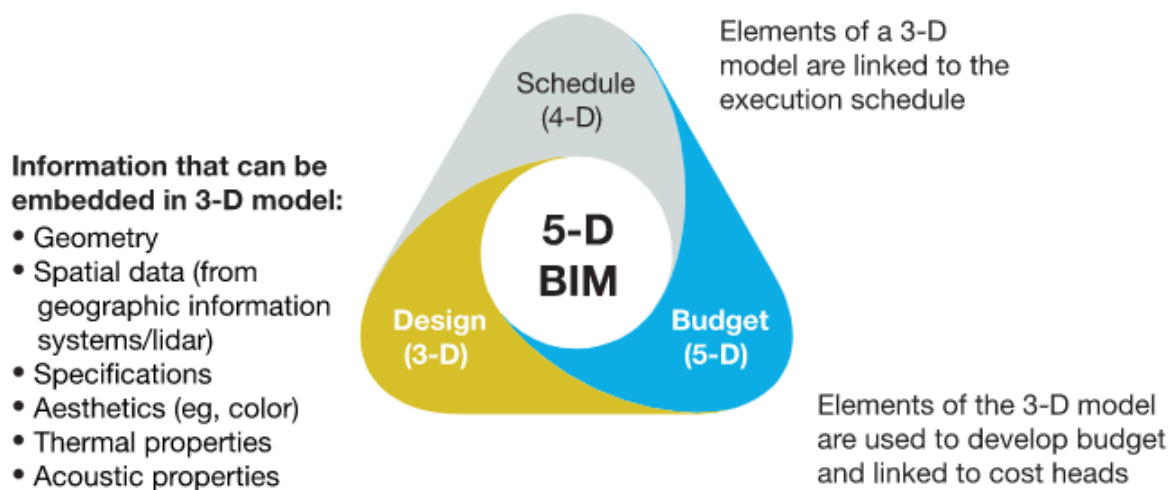 Elements of a 3-D
model are linked to the
execution schedule
Schedule
(4-D)
Information that can be
embedded in 3-D model:
• Geometry
• Spatial data (from
geographic information
systems/lidar)
• Specifications
• Aesthetics (eg, color)
• Thermal properties
• Acoustic properties
5-D
BIM
Design
(3-D)
Budget
(5-D)
Elements of the 3-D model
are used to develop budget
and linked to cost heads